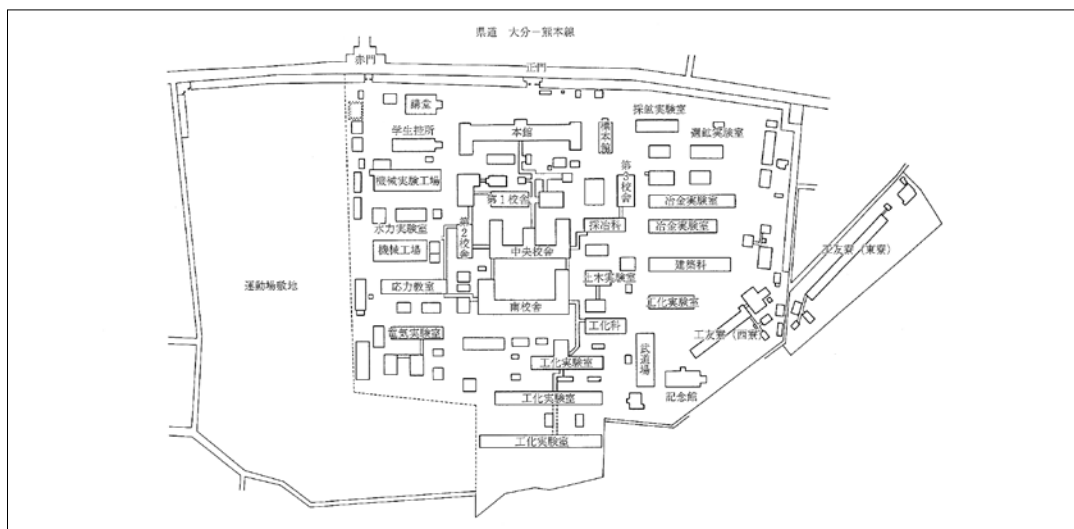 県道 大分−熊本線
赤門
正門
講堂
本館
橋本館
採鉱実験室
選鉱実験室
学生控所
機械実験工場
第1校舎
第3校舎
冶金実験室
水力実験室
第2校舎
採冶科
冶金実験室
機械工場
中央校舎
工友寮(東寮)
建築科
土木実験室
運動場敷地
応力教室
南校舎
工化実験室
電気実験室
工化科
工友寮(西寮)
工化実験室
武道場
記念館
工化実験室
工化実験室